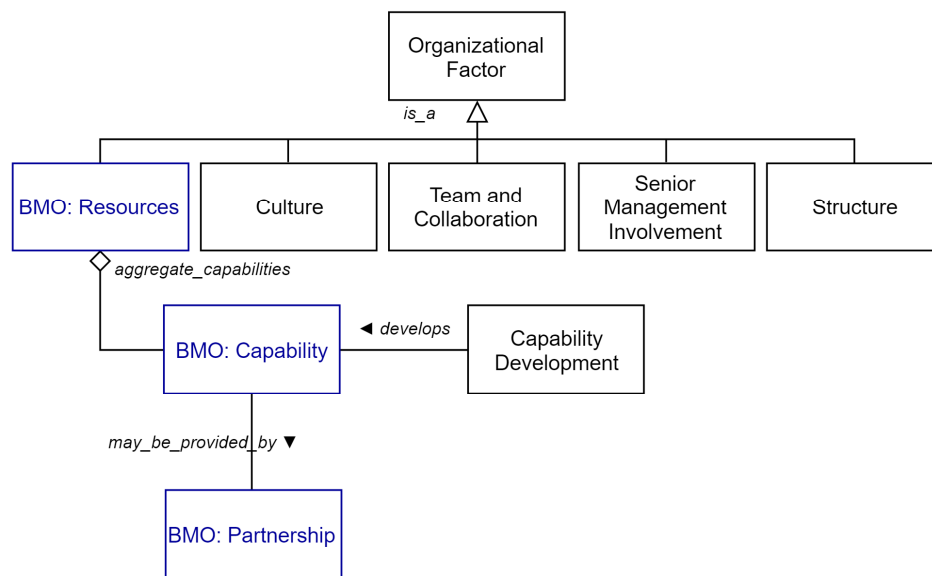 Organizational
Factor
is_a
BMO: Resources
Culture
Team and
Collaboration
Senior
Management
Involvement
Structure
aggregate_capabilities
BMO: Capability
◄ develops
Capability
Development
may_be_provided_by ▼
BMO: Partnership